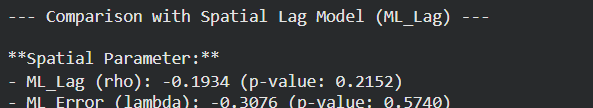 --- Comparison with Spatial Lag Model (ML_Lag) ---
**Spatial Parameter:**
- ML_Lag (rho): -0.1934 (p-value: 0.2152)
- ML_Error (lambda): -0.3076 (p-value: 0.5740)